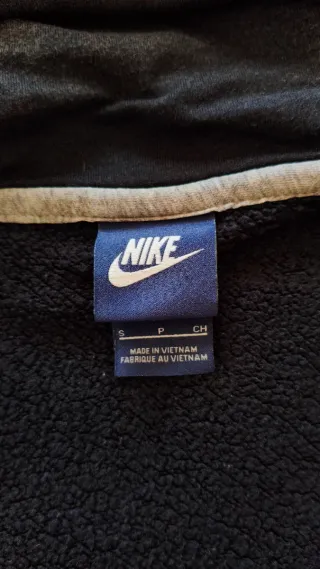 NIKE
S P CH
MADE IN VIETNAM
FABRIQUE AU VIETNAM